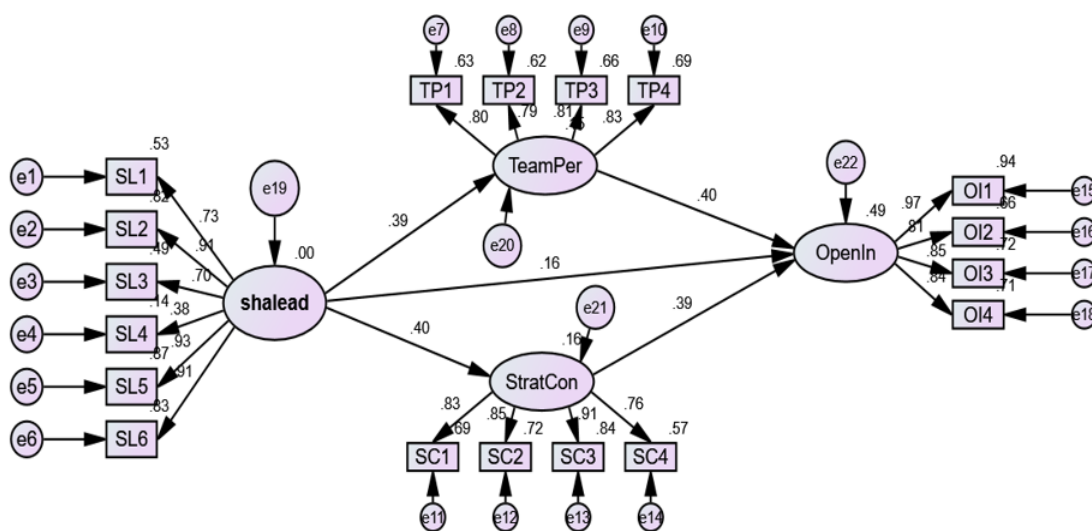 e7 e8 e9 e10
.63 .62 .66 .69
TP1 TP2 TP3 TP4
.80 .79 .81 .83
TeamPer
e20
.53
e1 SL1
.82
e2 SL2
.49
e3 SL3
.14
e4 SL4
.87
e5 SL5
.83
e6 SL6
.73
.91
.70
.38
.93
.91
e19
.00
shalead
.39
.16
.40
.40
.39
e22
.49
OpenIn
.97
.81
.85
.84
.94
OI1 e15
.66
OI2 e16
.72
OI3 e17
.71
OI4 e18
e21
.16
StratCon
.83 .85 .91 .76
.69 .72 .84 .57
SC1 SC2 SC3 SC4
e11 e12 e13 e14